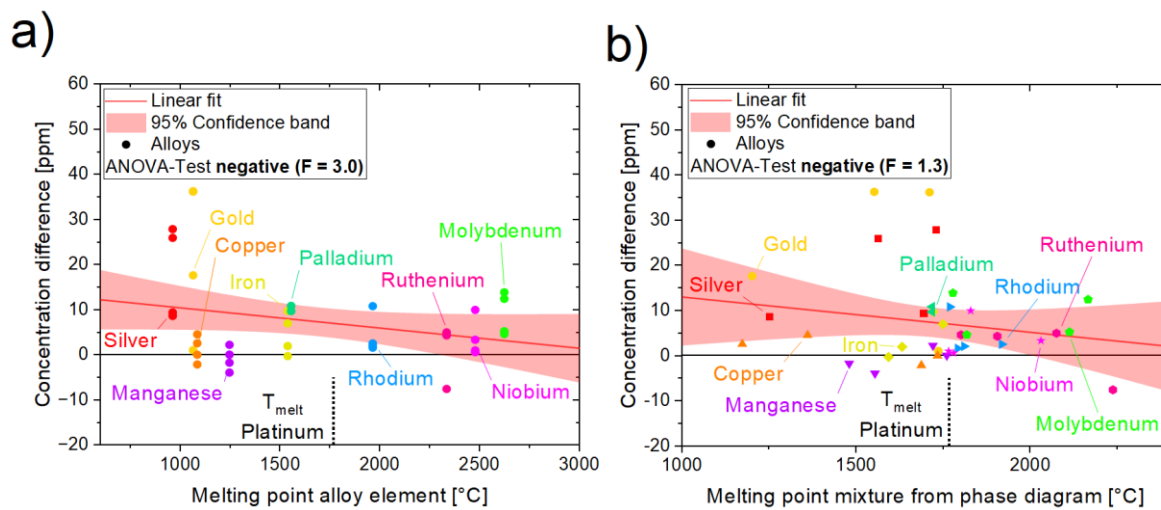 a)
60
50
40
30
20
10
0
−10
−20
Concentration difference [ppm]
Linear fit
95% Confidence band
Alloys
ANOVA-Test negative (F = 3.0)
Gold
Copper
Iron
Palladium
Molybdenum
Ruthenium
Silver
Manganese
Rhodium
Niobium
Tmelt
Platinum
1000 1500 2000 2500 3000
Melting point alloy element [°C]
b)
60
50
40
30
20
10
0
-10
-20
Concentration difference [ppm]
Linear fit
95% Confidence band
Alloys
ANOVA-Test negative (F = 1.3)
Gold
Ruthenium
Palladium
Rhodium
Silver
Iron
Copper
Niobium
Manganese
Tmelt
Platinum
Molybdenum
1000 1500 2000
Melting point mixture from phase diagram [°C]